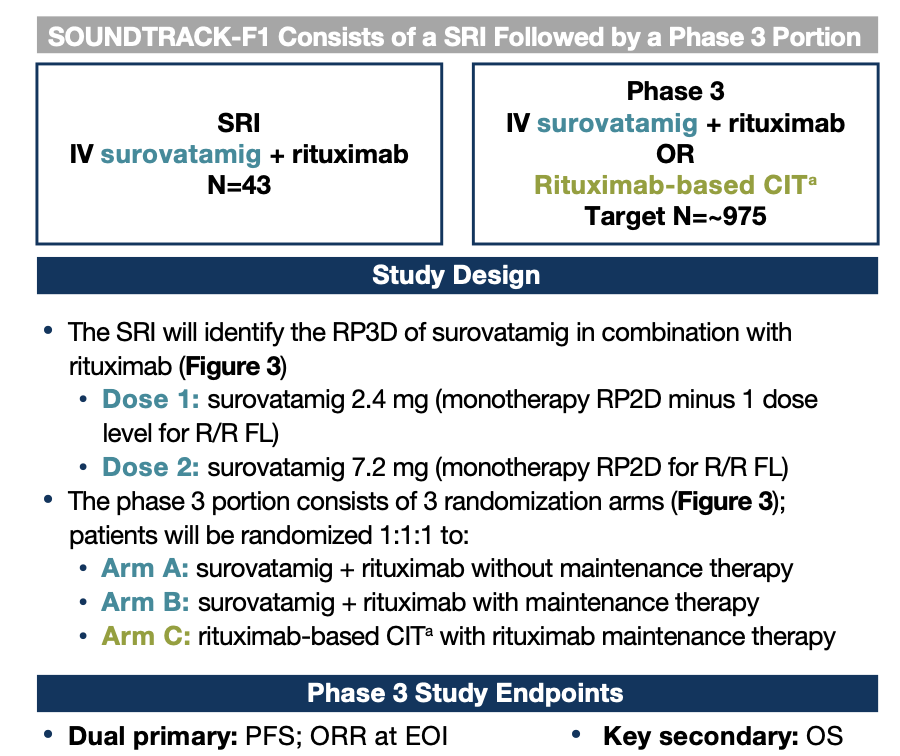 SOUNDTRACK-F1 Consists of a SRI Followed by a Phase 3 Portion
SRI
IV surovatamig + rituximab
N=43
Phase 3
IV surovatamig + rituximab
OR
Rituximab-based CITᵃ
Target N=~975
Study Design
• The SRI will identify the RP3D of surovatamig in combination with
rituximab (Figure 3)
• Dose 1: surovatamig 2.4 mg (monotherapy RP2D minus 1 dose
level for R/R FL)
• Dose 2: surovatamig 7.2 mg (monotherapy RP2D for R/R FL)
• The phase 3 portion consists of 3 randomization arms (Figure 3);
patients will be randomized 1:1:1 to:
• Arm A: surovatamig + rituximab without maintenance therapy
• Arm B: surovatamig + rituximab with maintenance therapy
• Arm C: rituximab-based CITᵃ with rituximab maintenance therapy
Phase 3 Study Endpoints
• Dual primary: PFS; ORR at EOI
• Key secondary: OS